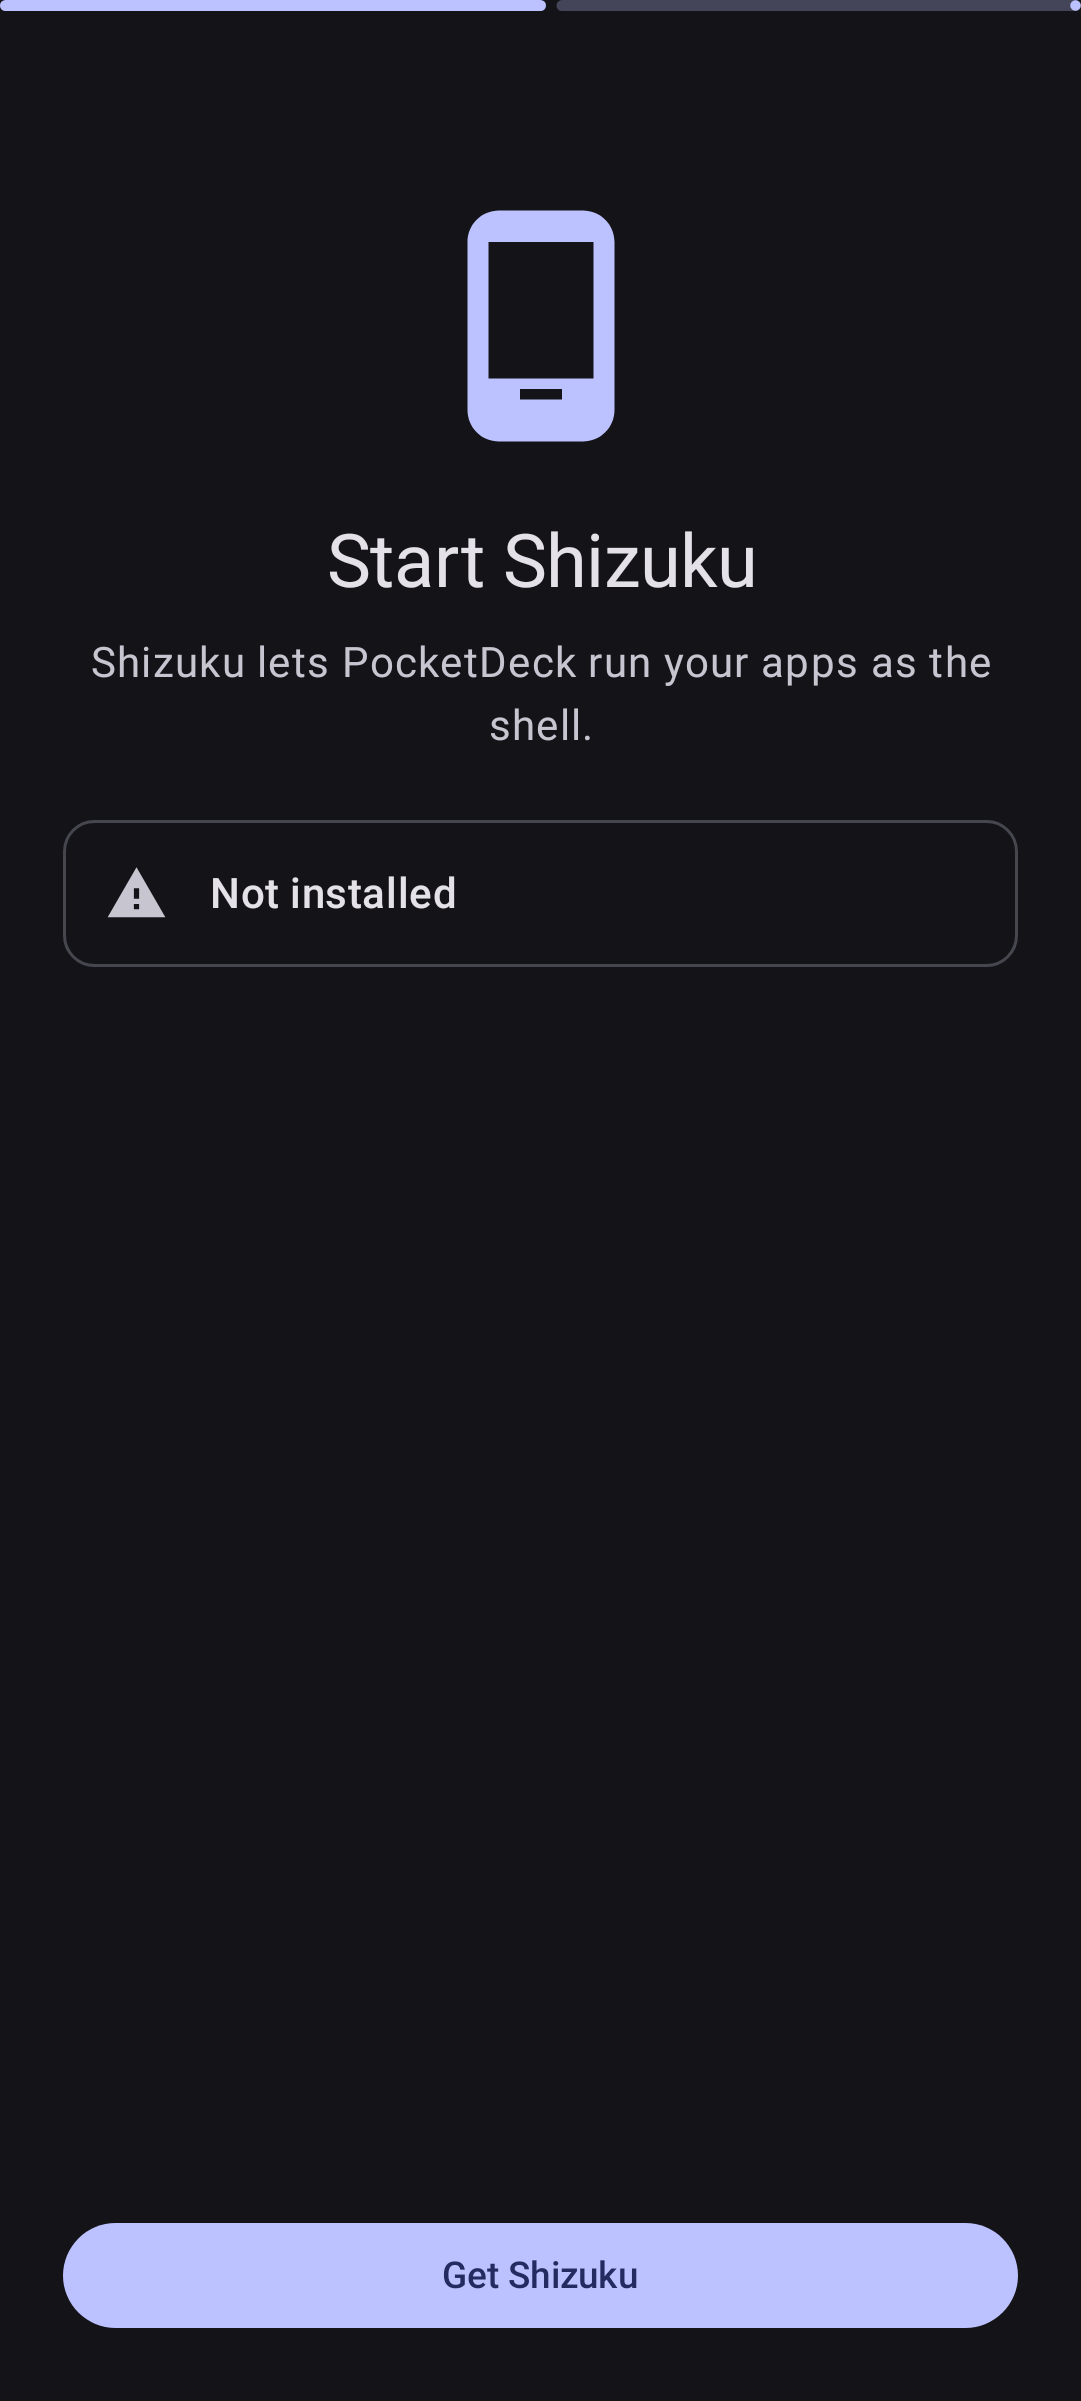 Start Shizuku
Shizuku lets PocketDeck run your apps as the
shell.
Not installed
Get Shizuku